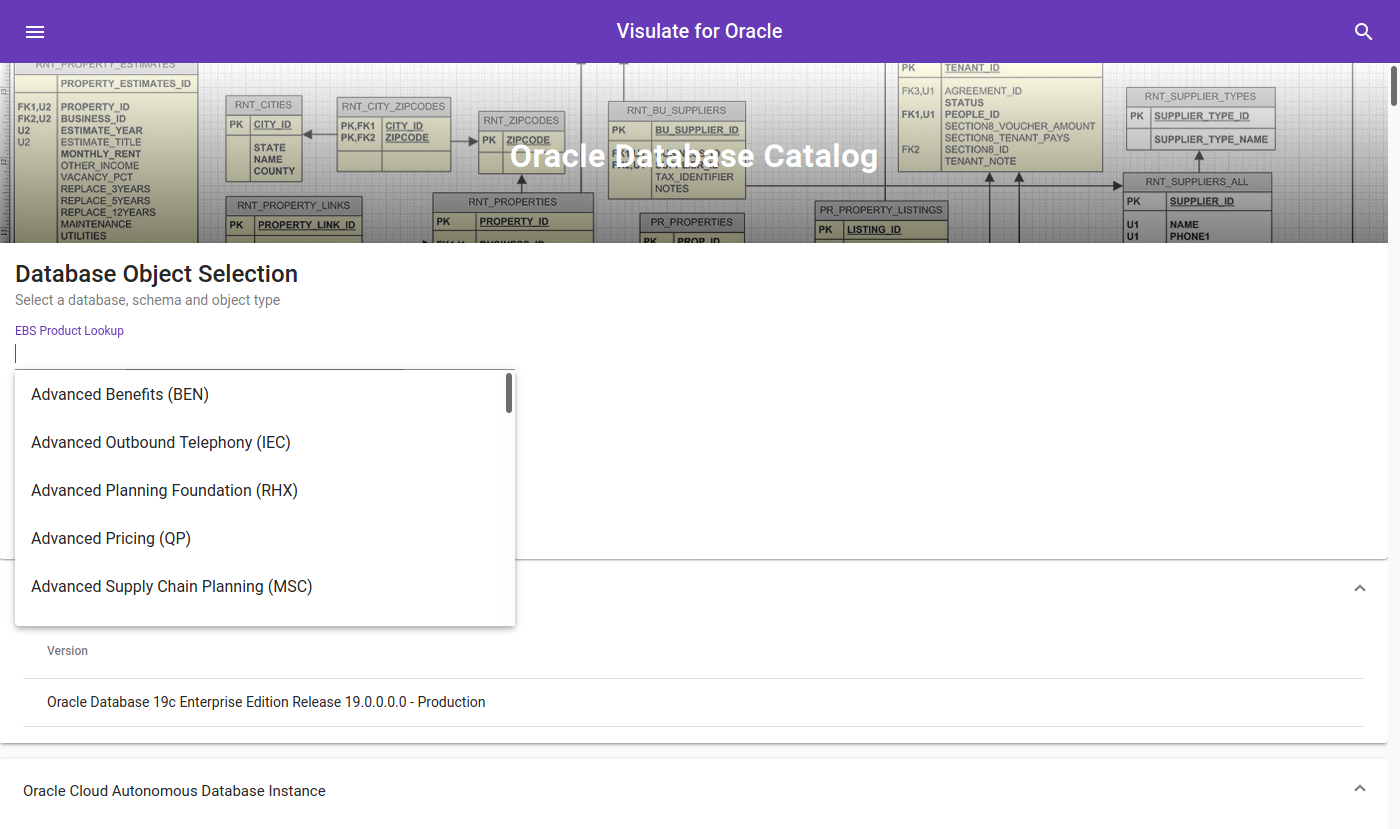 Visulate for Oracle
RNT_PROPERTY_ESTIMATES
PROPERTY_ESTIMATES_ID
FK1,U2 PROPERTY_ID
FK2,U2 BUSINESS_ID
U2 ESTIMATE_YEAR
U2 ESTIMATE_TITLE
MONTHLY_RENT
OTHER_INCOME
VACANCY_PCT
REPLACE_3YEARS
REPLACE_5YEARS
REPLACE_12YEARS
MAINTENANCE
UTILITIES
RNT_CITIES
PK CITY_ID
STATE
NAME
COUNTY
RNT_PROPERTY_LINKS
PK PROPERTY_LINK_ID
RNT_CITY_ZIPCODES
PK,FK1 CITY_ID
PK,FK2 ZIPCODE
RNT_ZIPCODES
PK ZIPCODE
RNT_PROPERTIES
PK PROPERTY_ID
RNT_BU_SUPPLIERS
PK BU_SUPPLIER_ID
TAX_IDENTIFIER
NOTES
PR_PROPERTIES
PK PROP_ID
Oracle Database Catalog
PR_PROPERTY_LISTINGS
PK LISTING_ID
PK TENANT_ID
FK3,U1 AGREEMENT_ID
STATUS
FK1,U1 PEOPLE_ID
SECTION8_VOUCHER_AMOUNT
SECTION8_TENANT_PAYS
FK2 SECTION8_ID
TENANT_NOTE
RNT_SUPPLIER_TYPES
PK SUPPLIER_TYPE_ID
SUPPLIER_TYPE_NAME
RNT_SUPPLIERS_ALL
PK SUPPLIER_ID
U1 NAME
U1 PHONE1
Database Object Selection
Select a database, schema and object type
EBS Product Lookup
Advanced Benefits (BEN)
Advanced Outbound Telephony (IEC)
Advanced Planning Foundation (RHX)
Advanced Pricing (QP)
Advanced Supply Chain Planning (MSC)
Version
Oracle Database 19c Enterprise Edition Release 19.0.0.0.0 - Production
Oracle Cloud Autonomous Database Instance